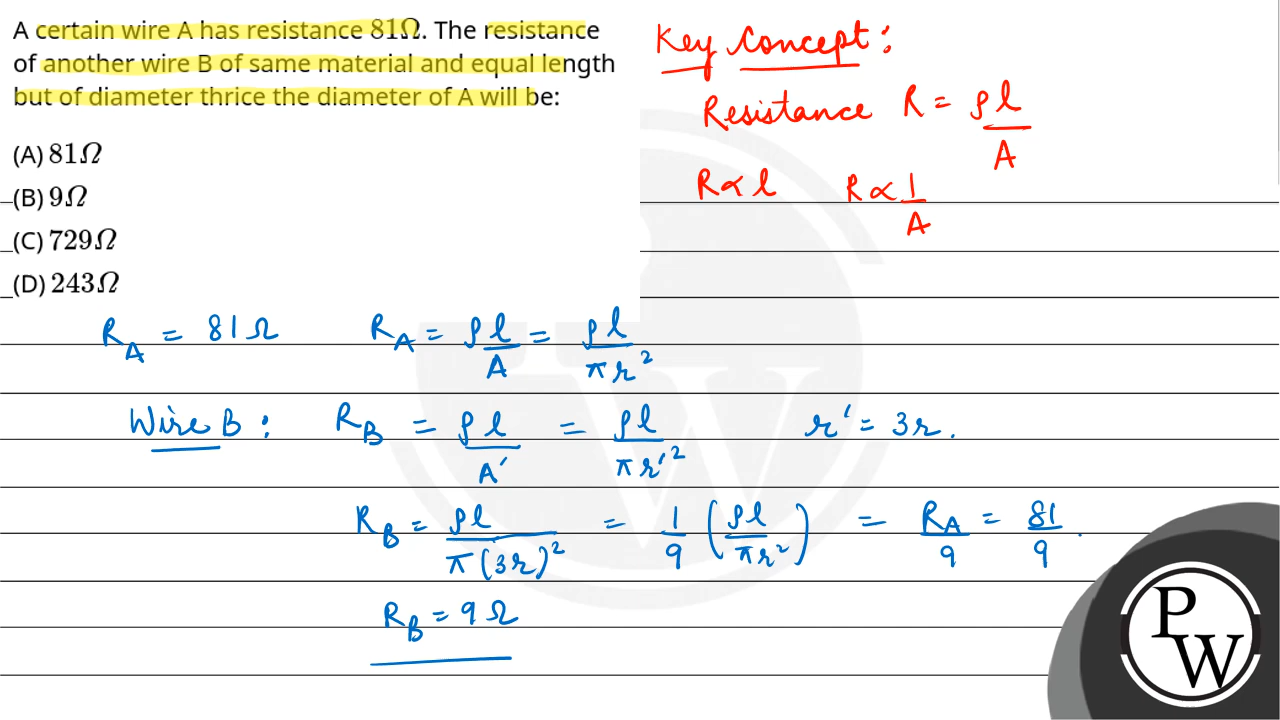 A certain wire A has resistance 81Ω. The resistance
of another wire B of same material and equal length
but of diameter thrice the diameter of A will be:
(A) 81Ω
(B) 9Ω
(C) 729Ω
(D) 243Ω
Key Concept:
Resistance R = ρl/A
R ∝ l R ∝ 1/A
R_A = 81Ω R_A = ρl/A = ρl/πr²
Wire B: R_B = ρl/A' = ρl/πr'² r' = 3r.
R_B = ρl/π(3r)² = 1/9 (ρl/πr²) = R_A/9 = 81/9.
R_B = 9Ω
PW